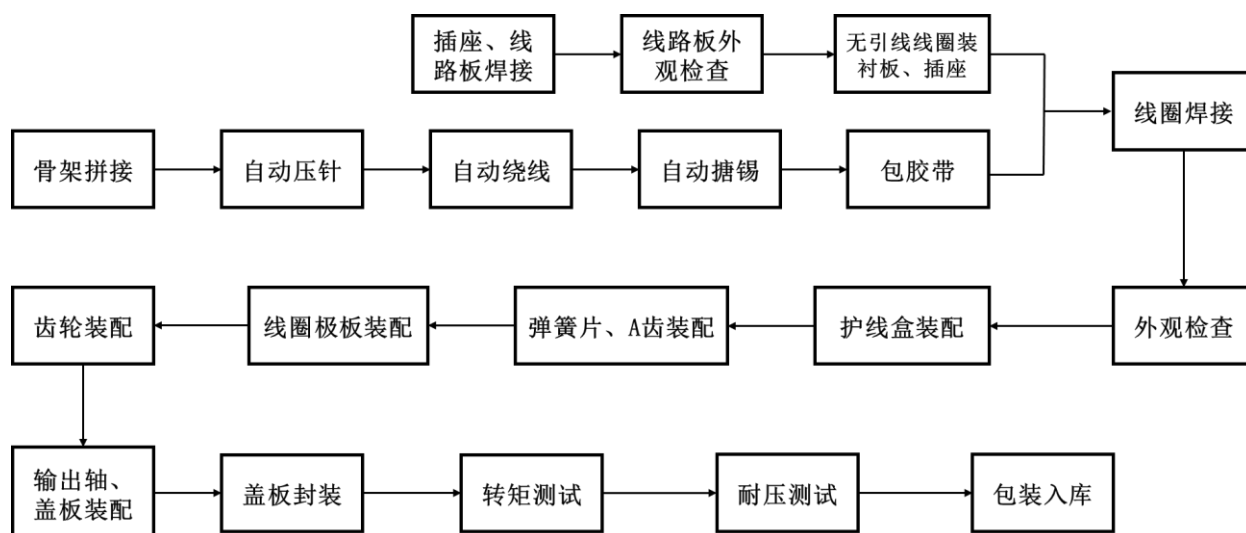 插座、线
路板焊接
线路板外
观检查
无引线线圈装
衬板、插座
线圈焊接
骨架拼接
自动压针
自动绕线
自动搪锡
包胶带
齿轮装配
线圈极板装配
弹簧片、A齿装配
护线盒装配
外观检查
输出轴、
盖板装配
盖板封装
转矩测试
耐压测试
包装入库